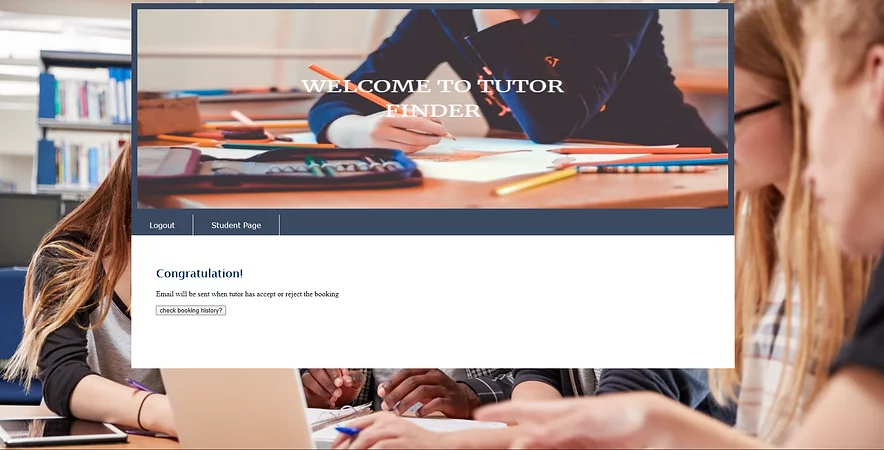 WELCOME TO TUTOR
FINDER
Logout
Student Page
Congratulation!
Email will be sent when tutor has accept or reject the booking
check booking history?